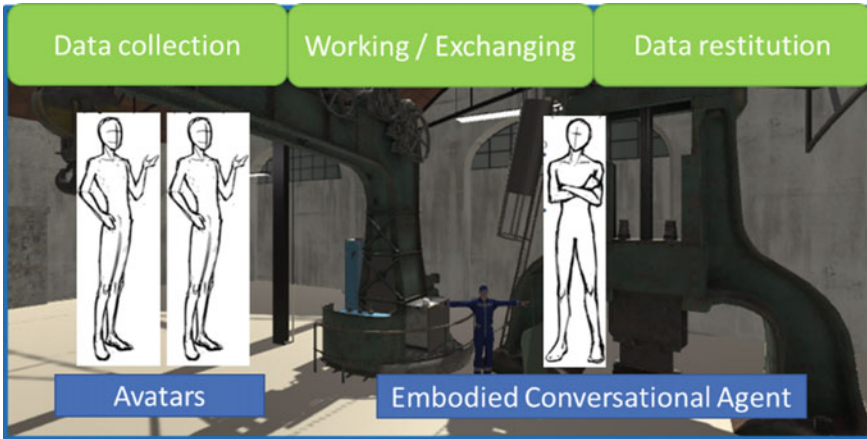 Data collection
Working / Exchanging
Data restitution
Avatars
Embodied Conversational Agent